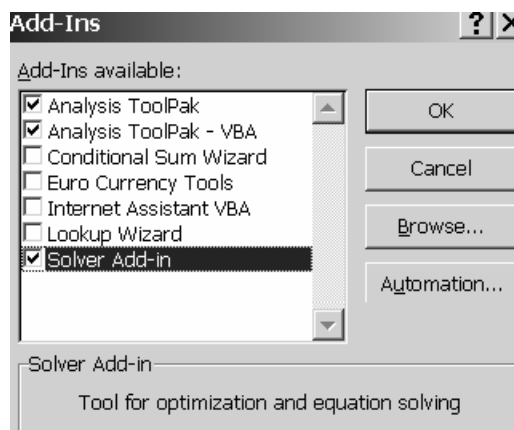 Add-Ins
? X
Add-Ins available:
Analysis ToolPak
Analysis ToolPak - VBA
Conditional Sum Wizard
Euro Currency Tools
Internet Assistant VBA
Lookup Wizard
Solver Add-in
OK
Cancel
Browse...
Automation...
Solver Add-in
Tool for optimization and equation solving